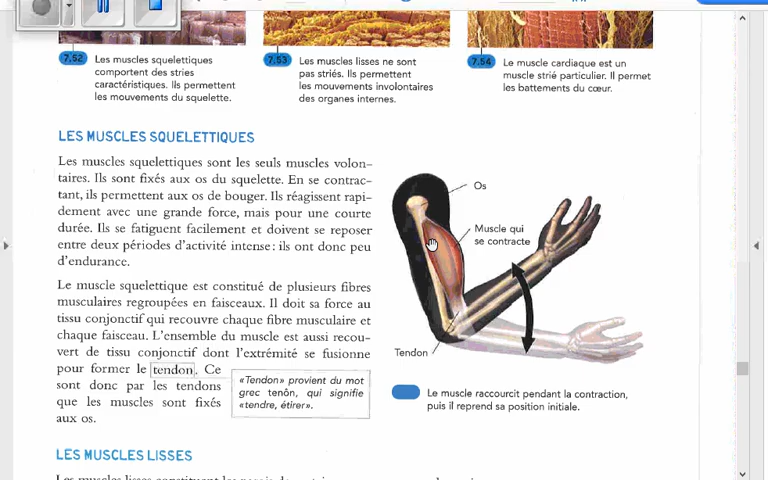 7.52 Les muscles squelettiques
comportent des stries
caractéristiques. Ils permettent
les mouvements du squelette.
7.53 Les muscles lisses ne sont
pas striés. Ils permettent
les mouvements involontaires
des organes internes.
7.54 Le muscle cardiaque est un
muscle strié particulier. Il permet
les battements du cœur.
LES MUSCLES SQUELETTIQUES
Les muscles squelettiques sont les seuls muscles volon-
taires. Ils sont fixés aux os du squelette. En se contrac-
tant, ils permettent aux os de bouger. Ils réagissent rapi-
dement avec une grande force, mais pour une courte
durée. Ils se fatiguent facilement et doivent se reposer
entre deux périodes d'activité intense : ils ont donc peu
d'endurance.
Le muscle squelettique est constitué de plusieurs fibres
musculaires regroupées en faisceaux. Il doit sa force au
tissu conjonctif qui recouvre chaque fibre musculaire et
chaque faisceau. L'ensemble du muscle est aussi recou-
vert de tissu conjonctif dont l'extrémité se fusionne
pour former le tendon. Ce
sont donc par les tendons
que les muscles sont fixés
aux os.
«Tendon» provient du mot
grec tenôn, qui signifie
«tendre, étirer».
Os
Muscle qui
se contracte
Tendon
Le muscle raccourcit pendant la contraction,
puis il reprend sa position initiale.
LES MUSCLES LISSES
Les muscles lisses constituent les parois de